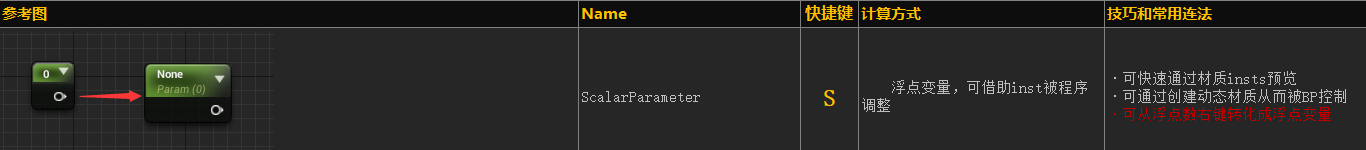 参考图 Name 快捷键 计算方式 技巧和常用连法
0
None
Param (0)
ScalarParameter
S
浮点变量，可借助inst被程序
调整
·可快速通过材质insts预览
·可通过创建动态材质从而被BP控制
·可从浮点数右键转化成浮点变量